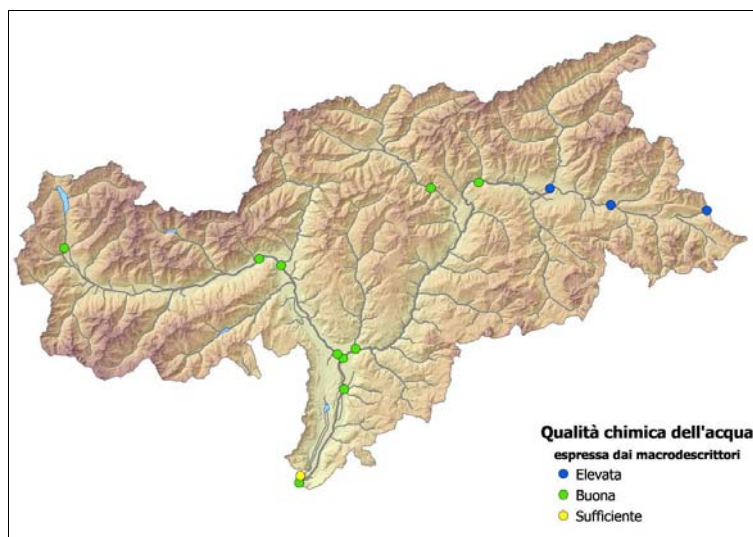 Qualità chimica dell'acqua
espressa dai macrodescrittori
Elevata
Buona
Sufficiente